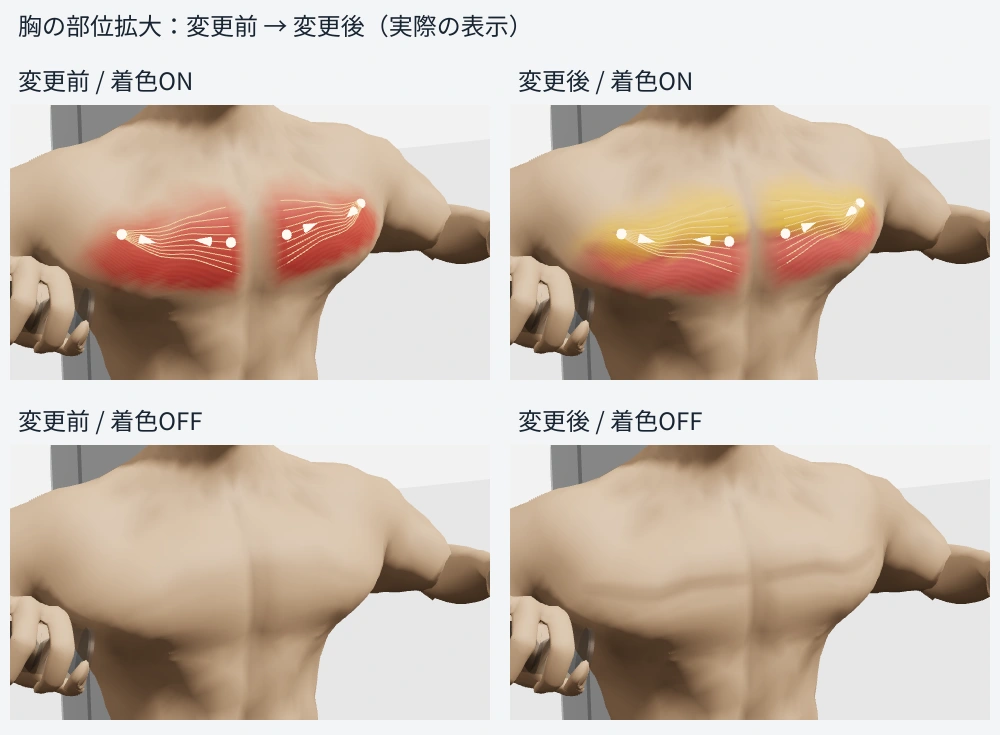 胸の部位拡大：変更前 → 変更後（実際の表示）
変更前 / 着色ON
変更後 / 着色ON
変更前 / 着色OFF
変更後 / 着色OFF